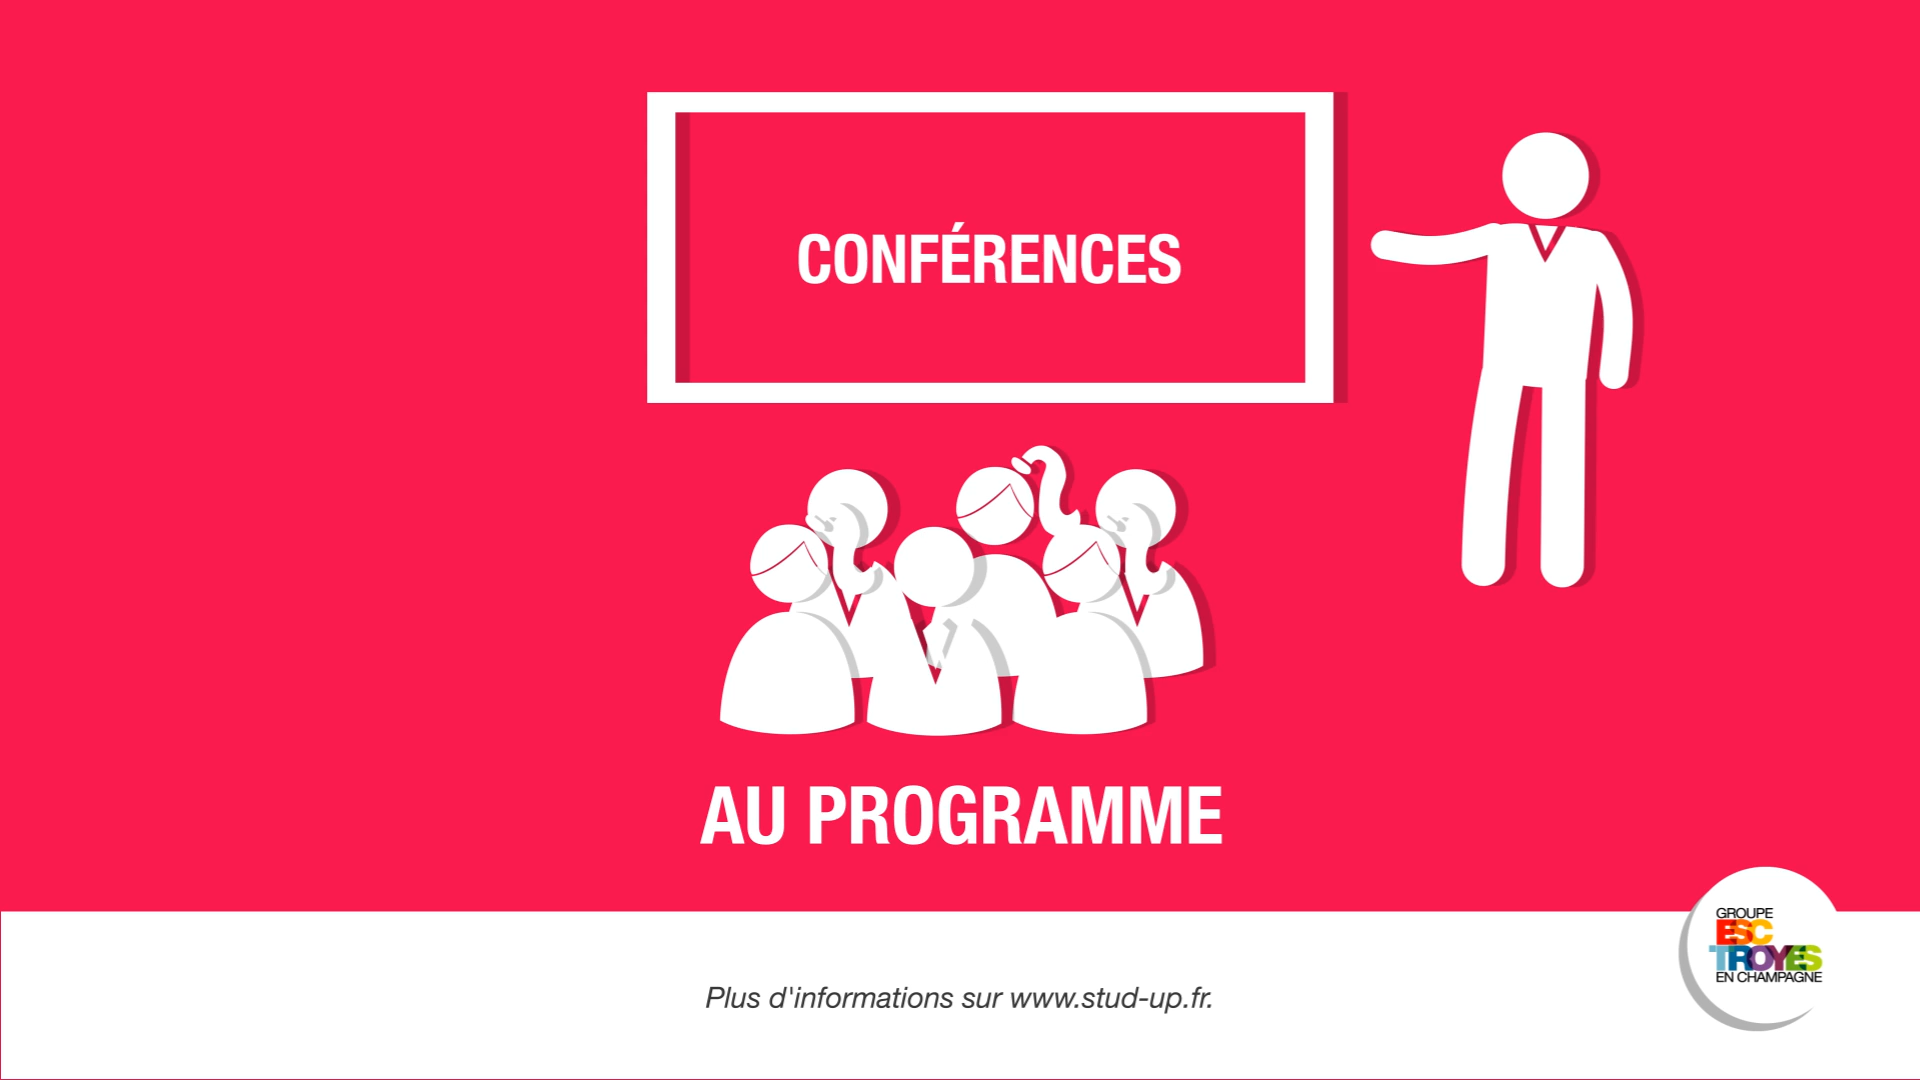 CONFÉRENCES
AU PROGRAMME
GROUPE
ESC
TROYES
EN CHAMPAGNE
Plus d'informations sur www.stud-up.fr.